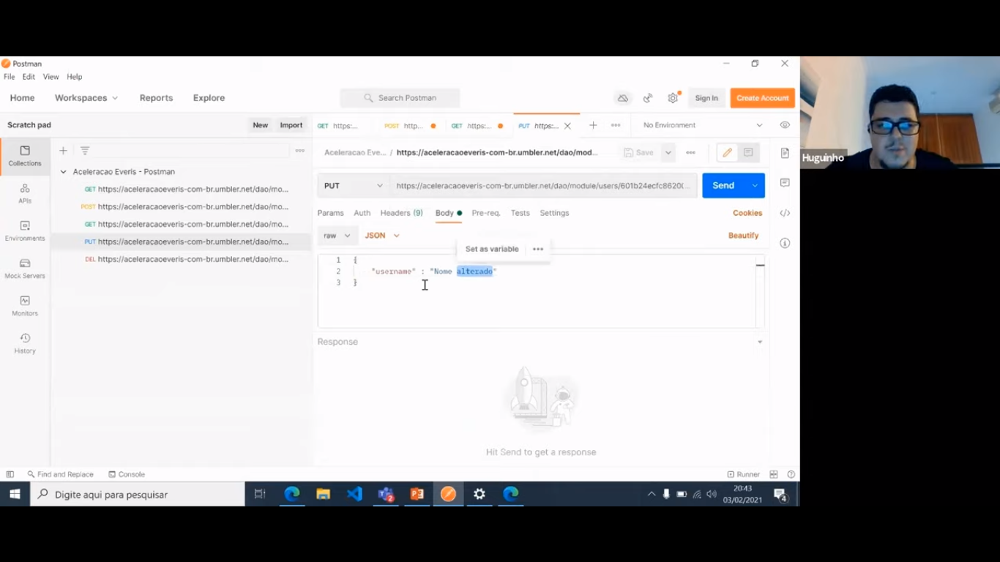 Postman
File Edit View Help
Home Workspaces Reports Explore Search Postman Sign In Create Account
Scratch pad New Import GET https:... POST http... GET https:... PUT https:... No Environment
Collections
APIs
Environments
Mock Servers
Monitors
History
Aceleracao Everis - Postman
GET https://aceleracaoeveris-com-br.umbler.net/dao/mo...
POST https://aceleracaoeveris-com-br.umbler.net/dao/mo...
GET https://aceleracaoeveris-com-br.umbler.net/dao/mo...
PUT https://aceleracaoeveris-com-br.umbler.net/dao/mo...
DEL https://aceleracaoeveris-com-br.umbler.net/dao/mo...
Aceleracao Eve... / https://aceleracaoeveris-com-br.umbler.net/dao/mod... Save
PUT https://aceleracaoeveris-com-br.umbler.net/dao/module/users/601b24ecfc8620(... Send
Params Auth Headers (9) Body Pre-req. Tests Settings Cookies
raw JSON Beautify
Set as variable
1 {
2 "username" : "Nome alterado"
3 }
Response
Hit Send to get a response
Find and Replace Console Runner
Digite aqui para pesquisar
2
20:43
03/02/2021
4
Huguinho